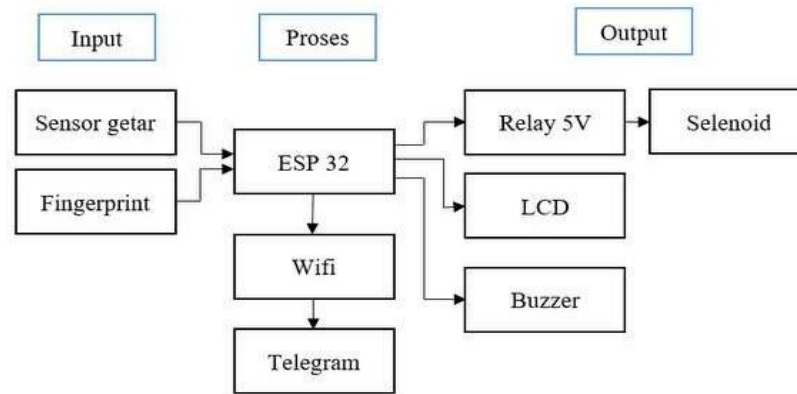 Input
Proses
Output
Sensor getar
Fingerprint
ESP 32
Wifi
Telegram
Relay 5V
Selenoid
LCD
Buzzer